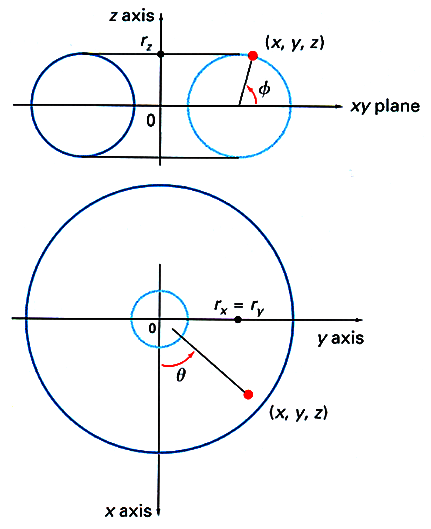 z axis
r_z
(x, y, z)
ϕ
xy plane
0
r_x = r_y
0
y axis
θ
(x, y, z)
x axis